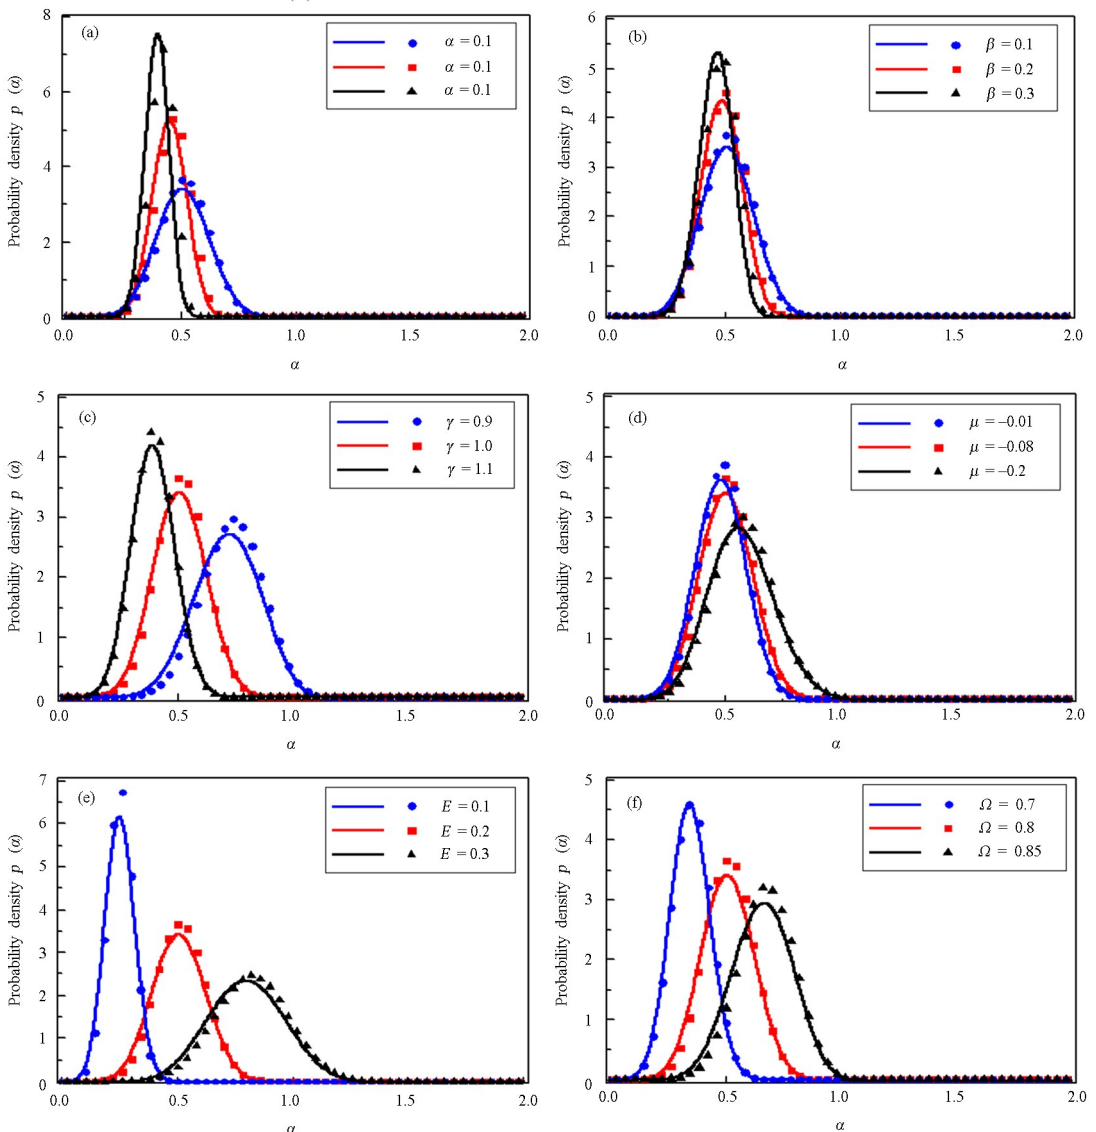 (a)
α = 0.1
α = 0.1
α = 0.1
Probability density p (α)
8
6
4
2
0
0.0 0.5 1.0 1.5 2.0
α
(b)
β = 0.1
β = 0.2
β = 0.3
Probability density p (α)
6
5
4
3
2
1
0
0.0 0.5 1.0 1.5 2.0
α
(c)
γ = 0.9
γ = 1.0
γ = 1.1
Probability density p (α)
5
4
3
2
1
0
0.0 0.5 1.0 1.5 2.0
α
(d)
μ = –0.01
μ = –0.08
μ = –0.2
Probability density p (α)
5
4
3
2
1
0
0.0 0.5 1.0 1.5 2.0
α
(e)
E = 0.1
E = 0.2
E = 0.3
Probability density p (α)
7
6
5
4
3
2
1
0
0.0 0.5 1.0 1.5 2.0
α
(f)
Ω = 0.7
Ω = 0.8
Ω = 0.85
Probability density p (α)
5
4
3
2
1
0
0.0 0.5 1.0 1.5 2.0
α